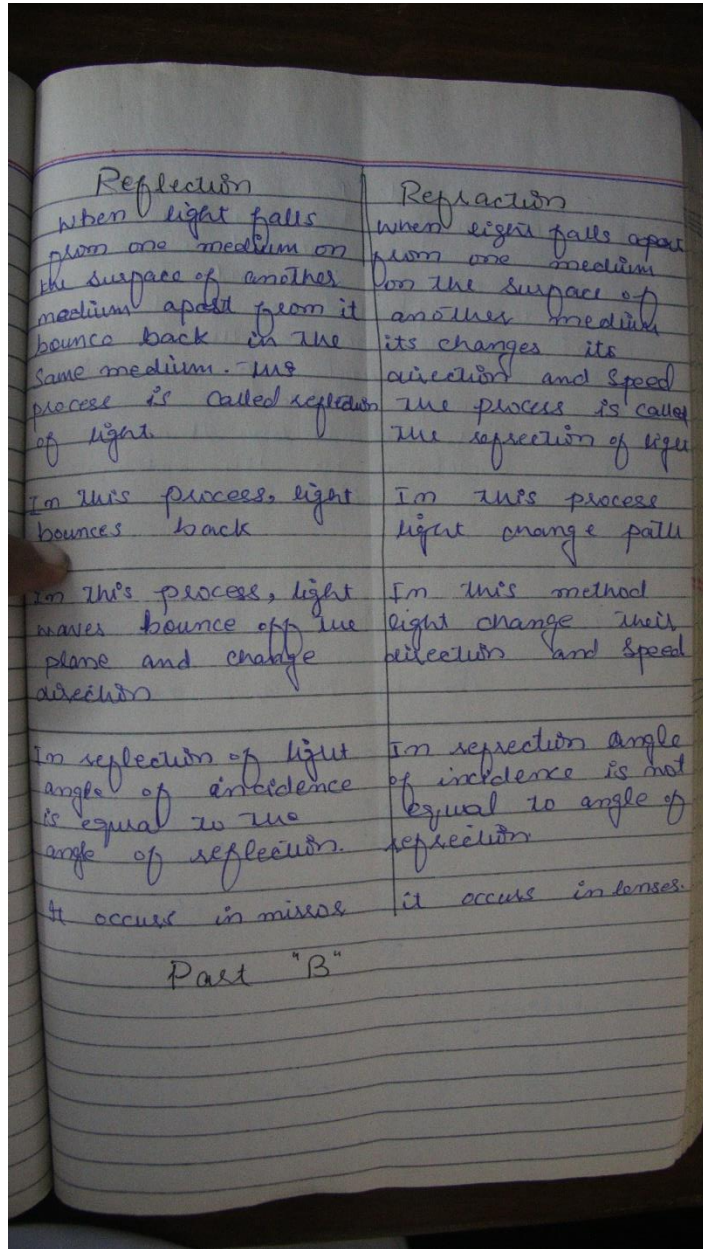 Reflection
when light falls
from one medium on
the surface of another
medium apart from it
bounce back in the
same medium. This
process is called reflection
of light.
In this process, light
bounces back
In this process, light
waves bounce off the
plane and change
direction
In reflection of light
angle of incidence
is equal to the
angle of reflection.
It occurs in mirror
Refraction
when light falls apart
from one medium
on the surface of
another medium
its changes its
direction and speed
the process is called
the refrection of light
In this process
light change path
In this method
light change their
direction and speed
In refrection angle
of incidence is not
equal to angle of
refrection
it occurs in lenses.
Part "B"